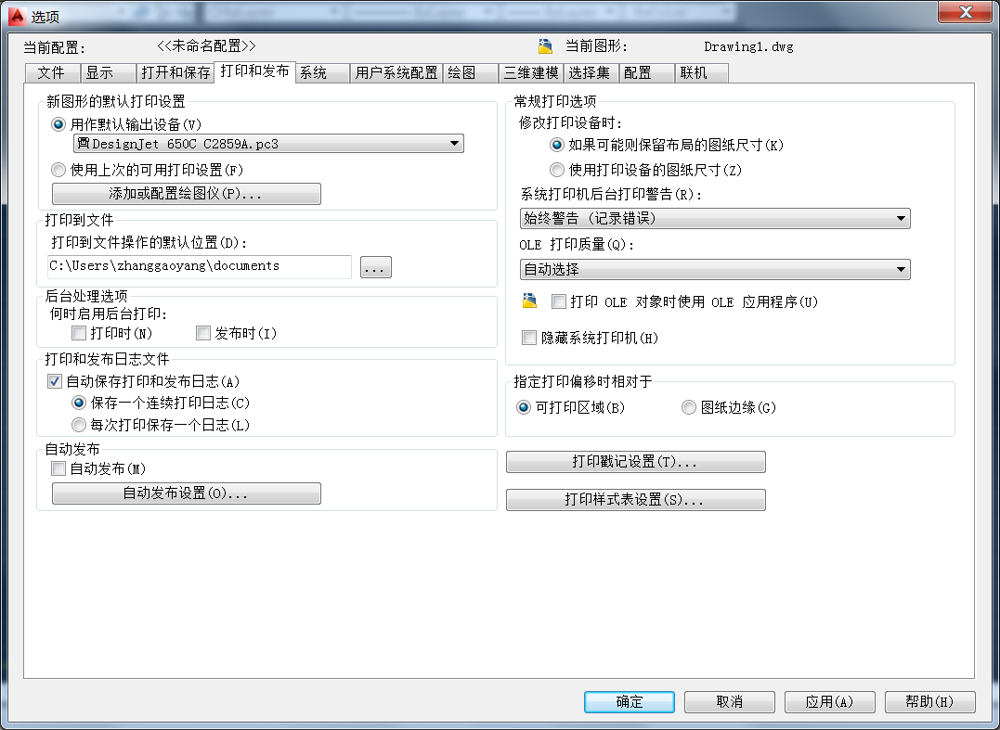 选项
当前配置: <<未命名配置>> 当前图形: Drawing1.dwg
文件 显示 打开和保存 打印和发布 系统 用户系统配置 绘图 三维建模 选择集 配置 联机
新图形的默认打印设置
用作默认输出设备(V)
DesignJet 650C C2859A.pc3
使用上次的可用打印设置(F)
添加或配置绘图仪(P)...
打印到文件
打印到文件操作的默认位置(D):
C:\Users\zhanggaoyang\documents ...
后台处理选项
何时启用后台打印:
打印时(N) 发布时(I)
打印和发布日志文件
自动保存打印和发布日志(A)
保存一个连续打印日志(C)
每次打印保存一个日志(L)
自动发布
自动发布(M)
自动发布设置(O)...
常规打印选项
修改打印设备时:
如果可能则保留布局的图纸尺寸(K)
使用打印设备的图纸尺寸(Z)
系统打印机后台打印警告(R):
始终警告 (记录错误)
OLE 打印质量(Q):
自动选择
打印 OLE 对象时使用 OLE 应用程序(U)
隐藏系统打印机(H)
指定打印偏移时相对于
可打印区域(B) 图纸边缘(G)
打印戳记设置(T)...
打印样式表设置(S)...
确定 取消 应用(A) 帮助(H)